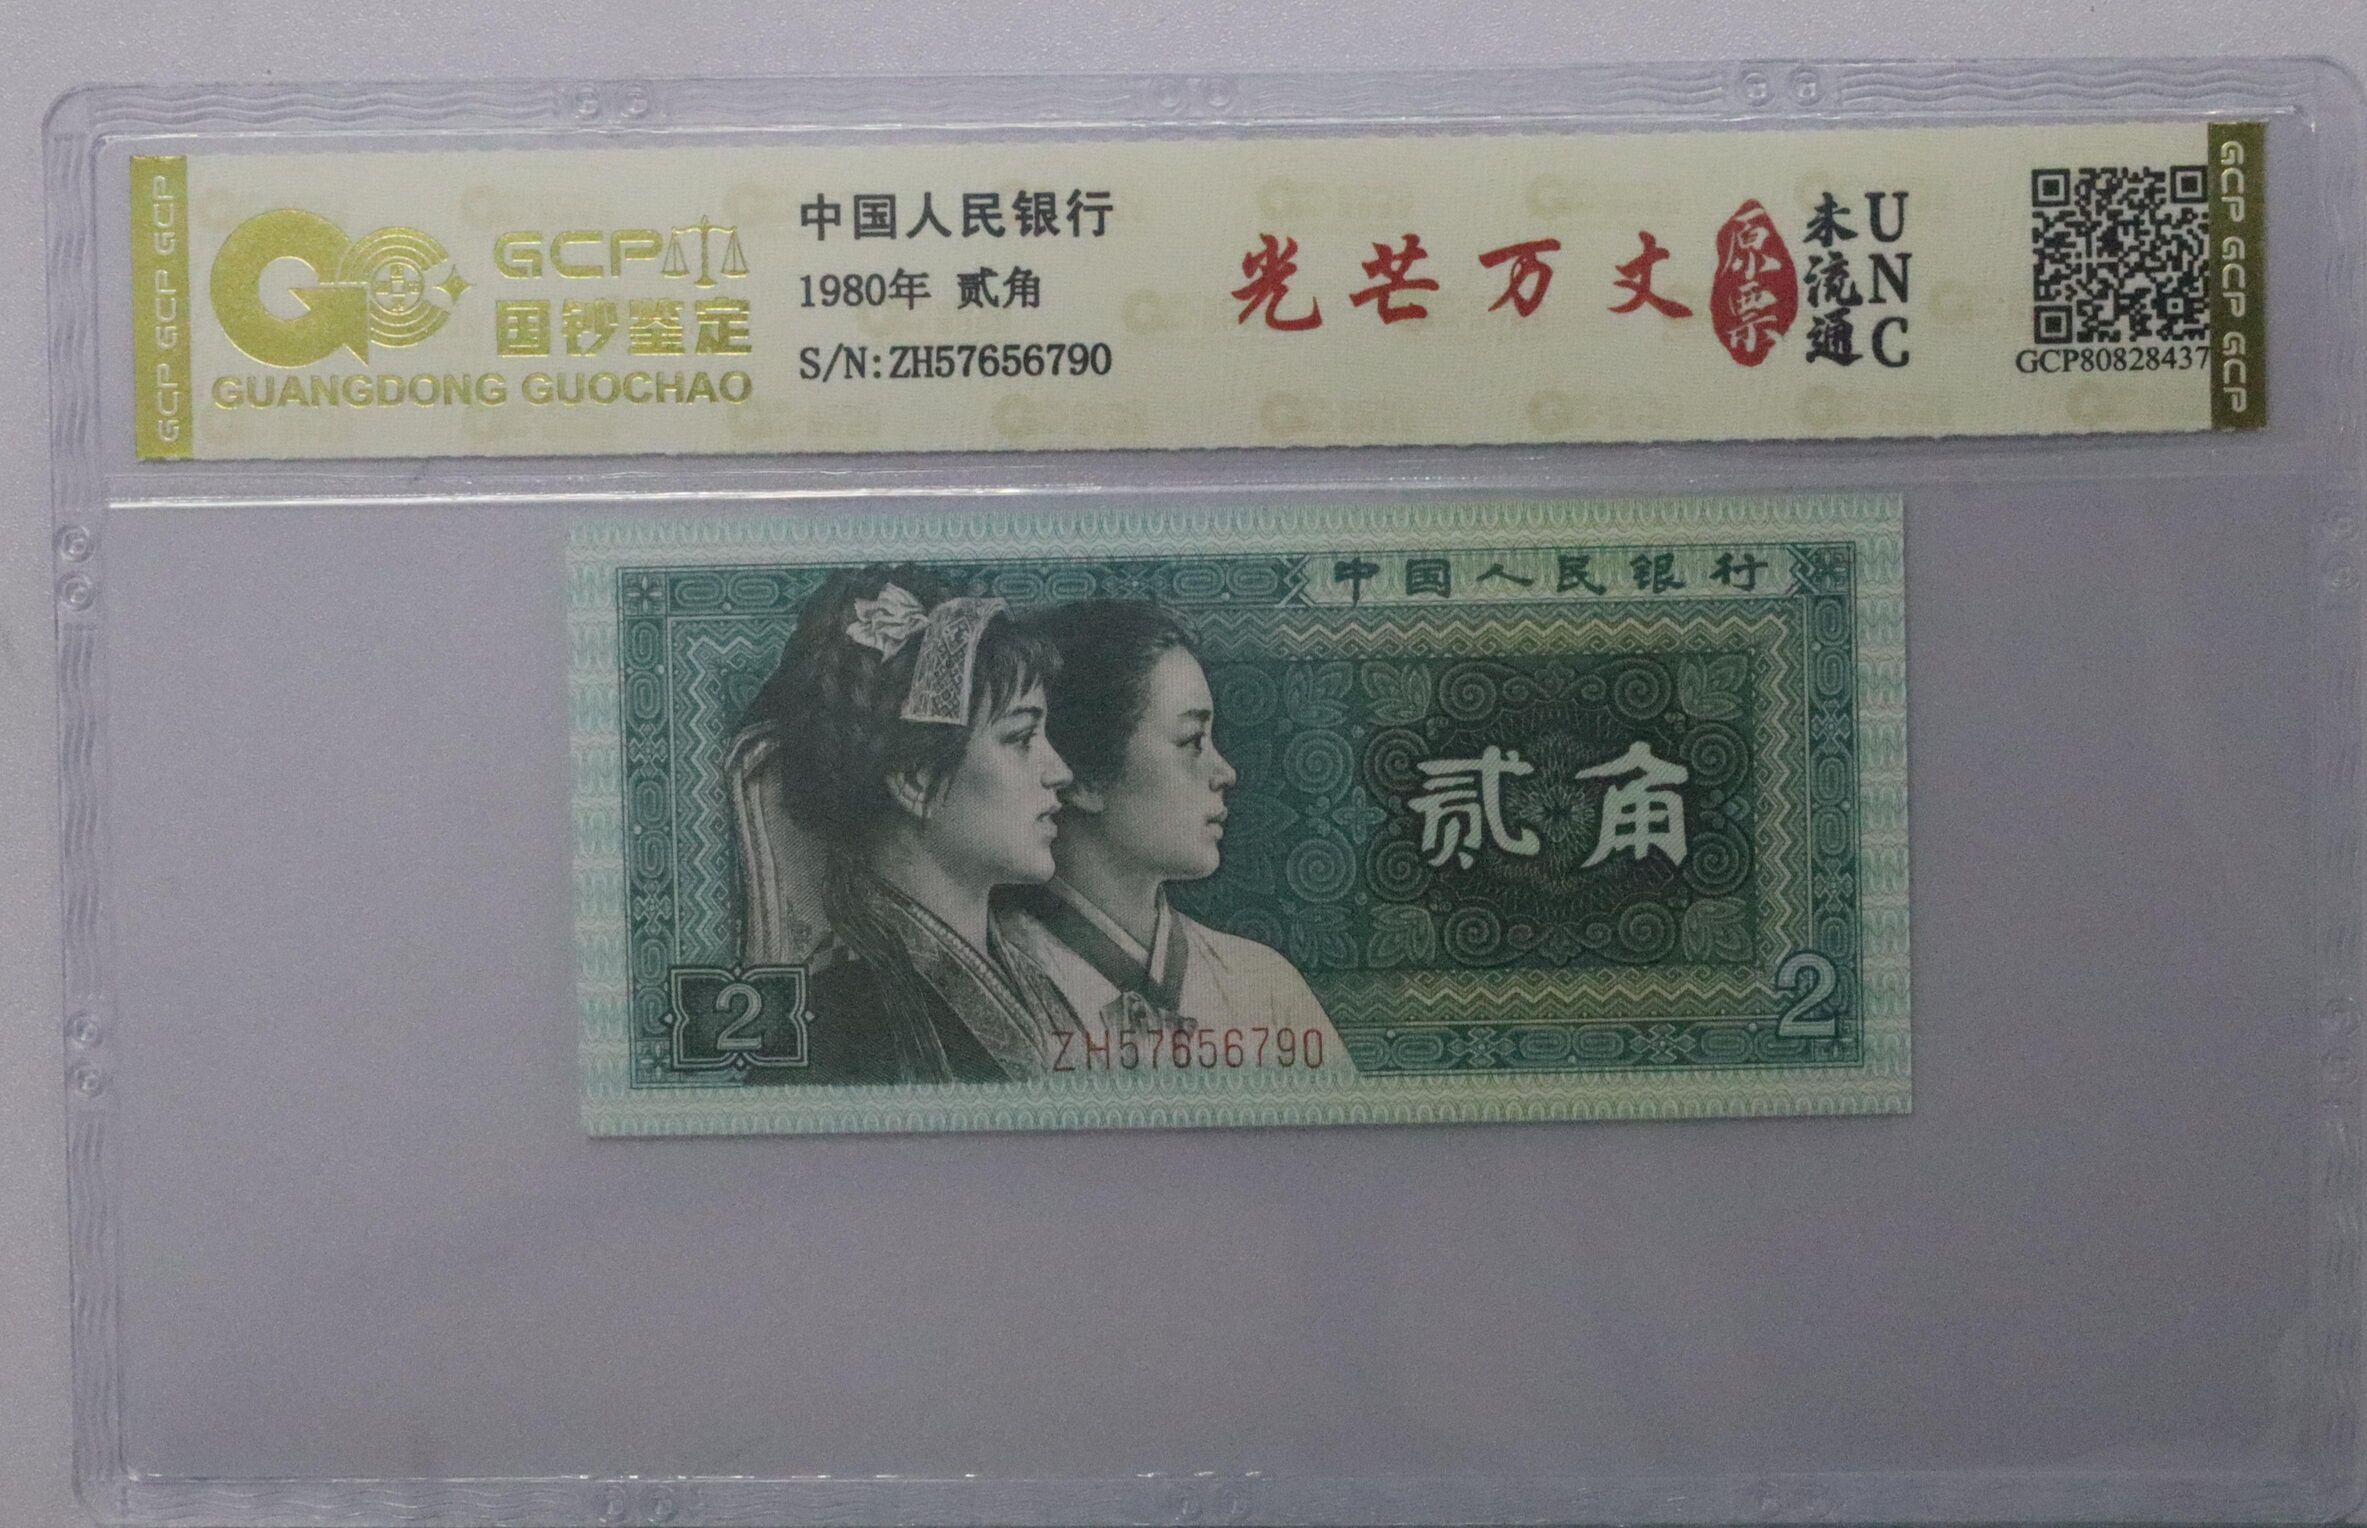 GCP GCP GCP
GCP
国钞鉴定
GUANGDONG GUOCHAO
中国人民银行
1980年 贰角
S/N:ZH57656790
光芒万丈
原票
未流通
UNC
GCP80828437
GCP GCP GCP
中国人民银行
贰角
2
2
ZH57656790